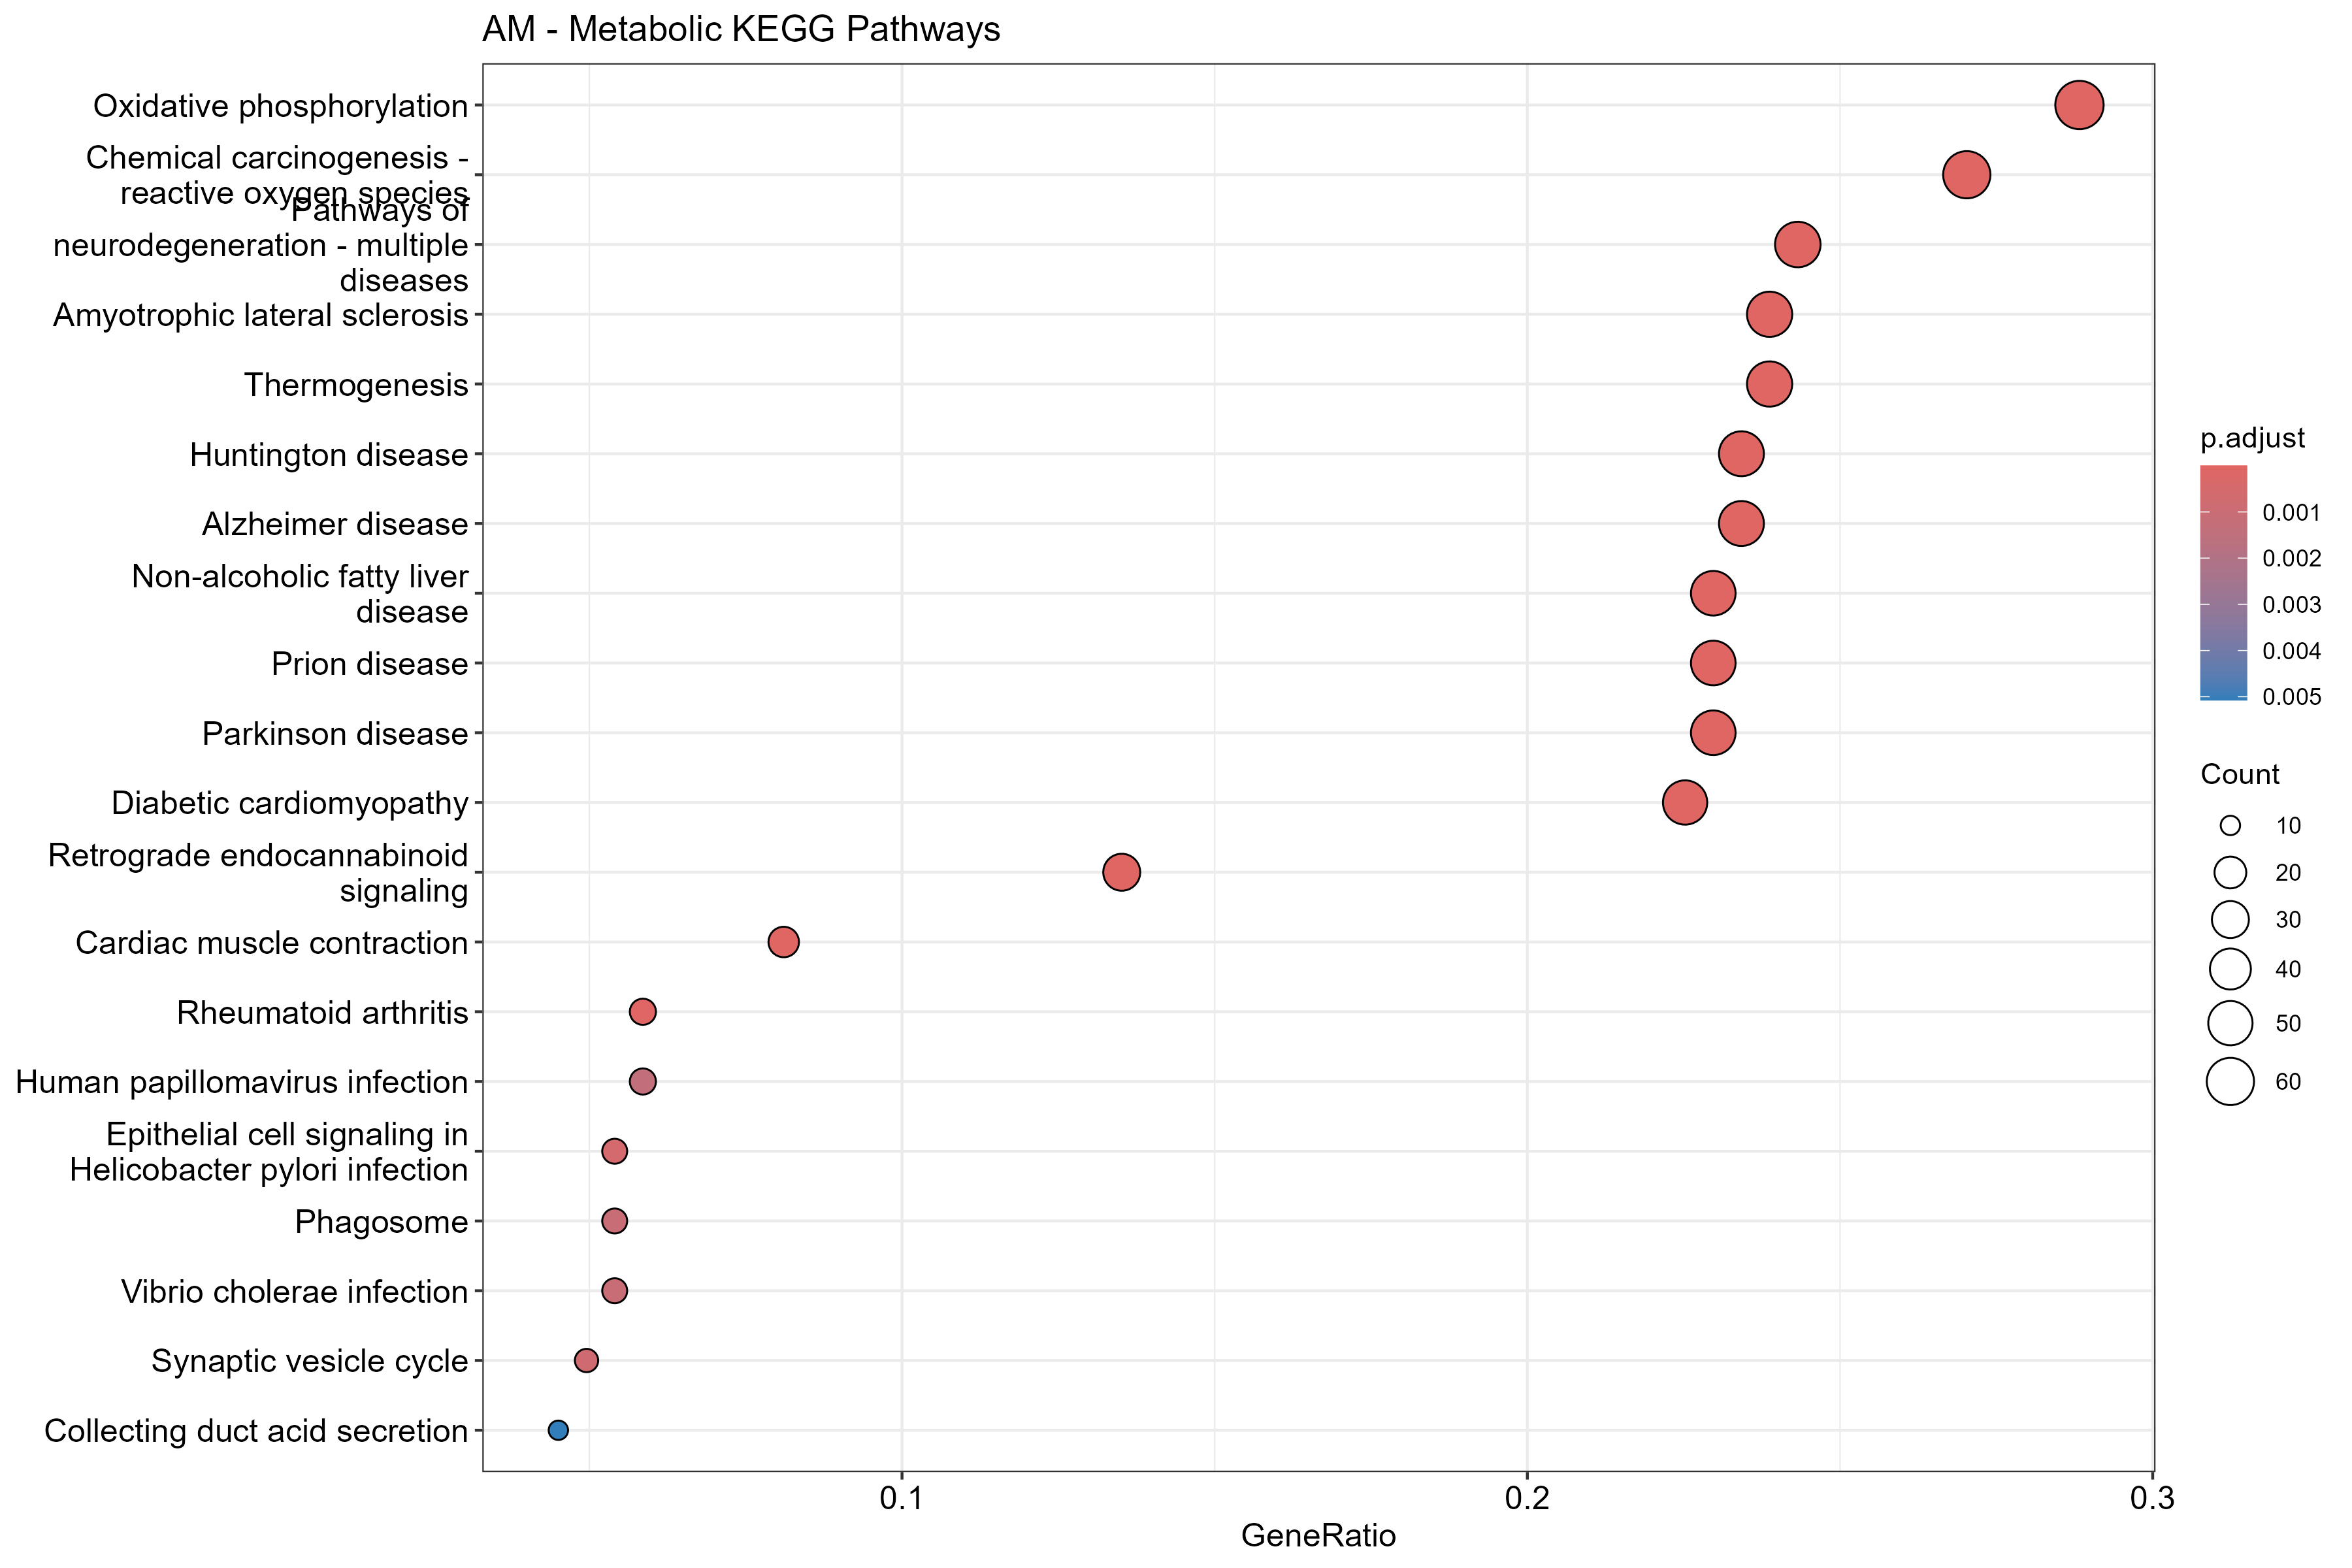 AM - Metabolic KEGG Pathways
Oxidative phosphorylation
Chemical carcinogenesis -
reactive oxygen species
Pathways of
neurodegeneration - multiple
diseases
Amyotrophic lateral sclerosis
Thermogenesis
Huntington disease
Alzheimer disease
Non-alcoholic fatty liver
disease
Prion disease
Parkinson disease
Diabetic cardiomyopathy
Retrograde endocannabinoid
signaling
Cardiac muscle contraction
Rheumatoid arthritis
Human papillomavirus infection
Epithelial cell signaling in
Helicobacter pylori infection
Phagosome
Vibrio cholerae infection
Synaptic vesicle cycle
Collecting duct acid secretion
0.1
0.2
0.3
GeneRatio
p.adjust
0.001
0.002
0.003
0.004
0.005
Count
10
20
30
40
50
60